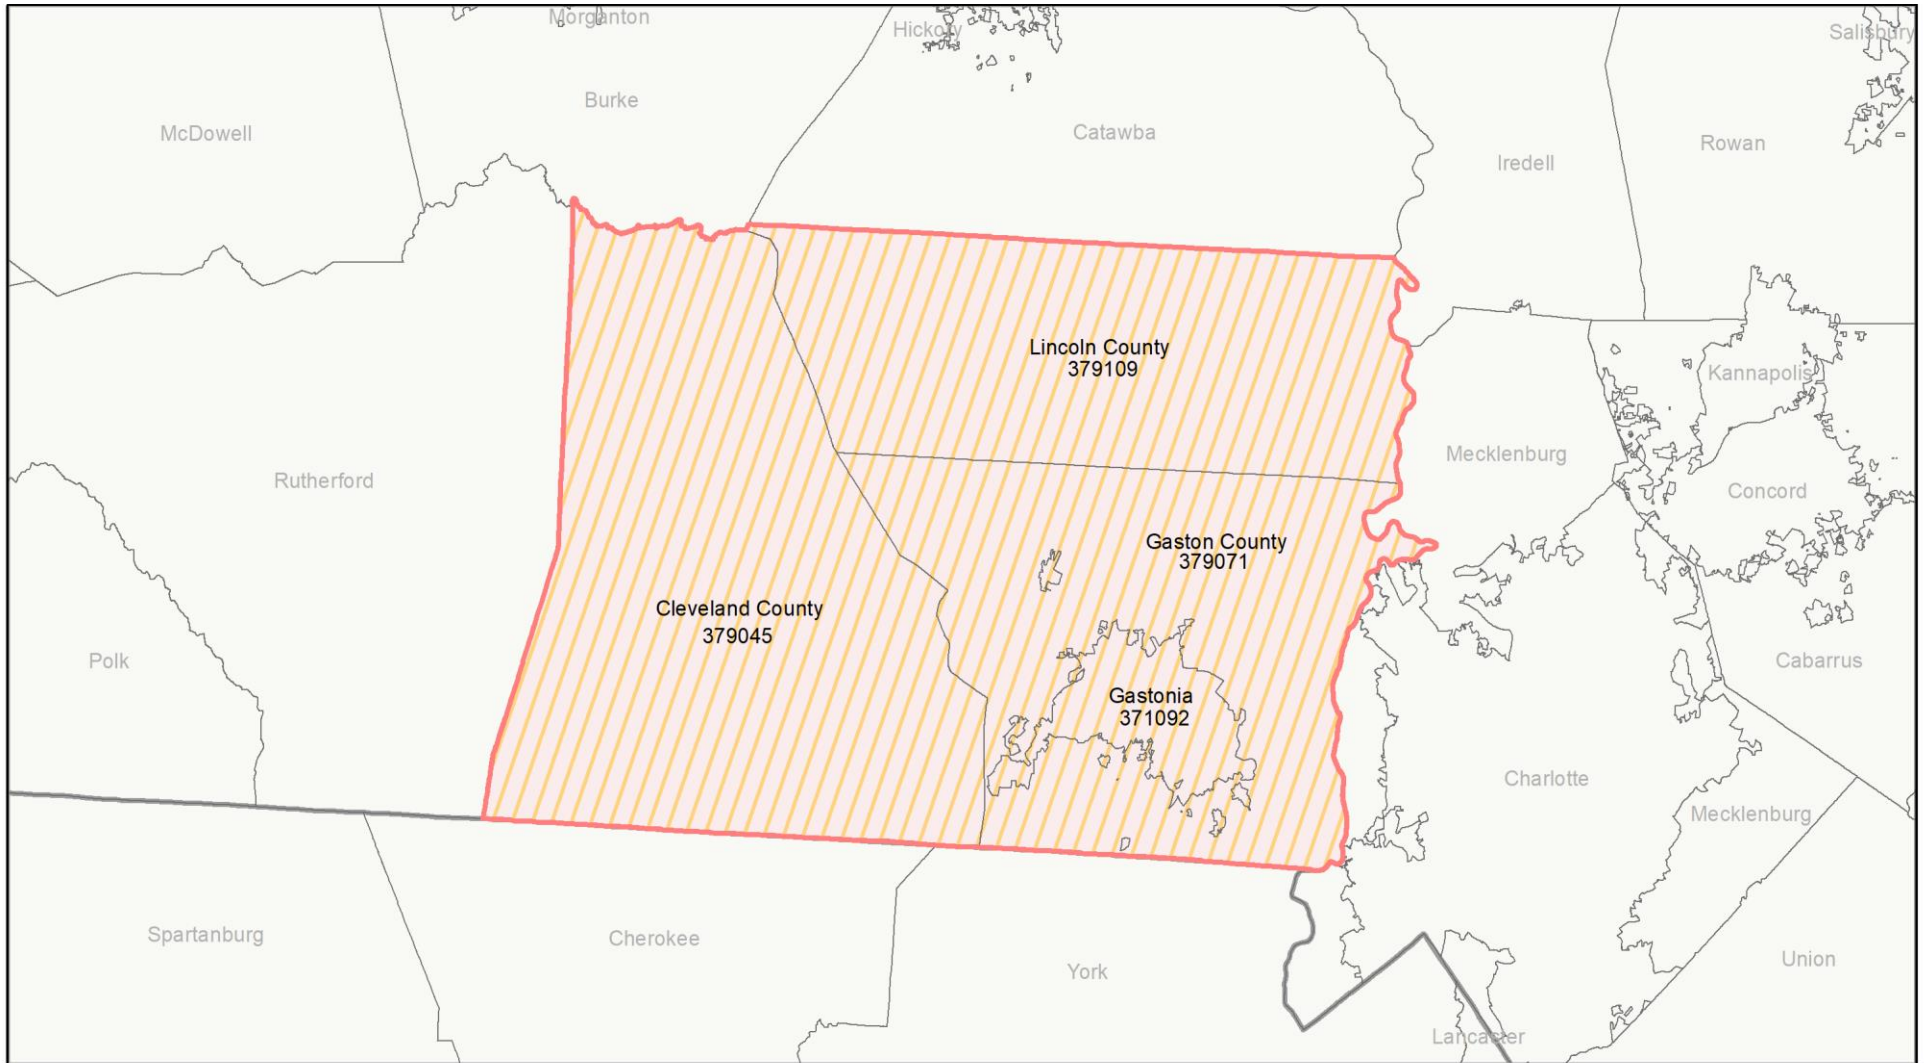 Morganton
Hickory
Salisbury
Burke
McDowell
Catawba
Rowan
Iredell
Lincoln County
379109
Kannapolis
Mecklenburg
Rutherford
Concord
Gaston County
379071
Cleveland County
379045
Polk
Cabarrus
Gastonia
371092
Charlotte
Mecklenburg
Spartanburg
Cherokee
York
Union
Lancaster